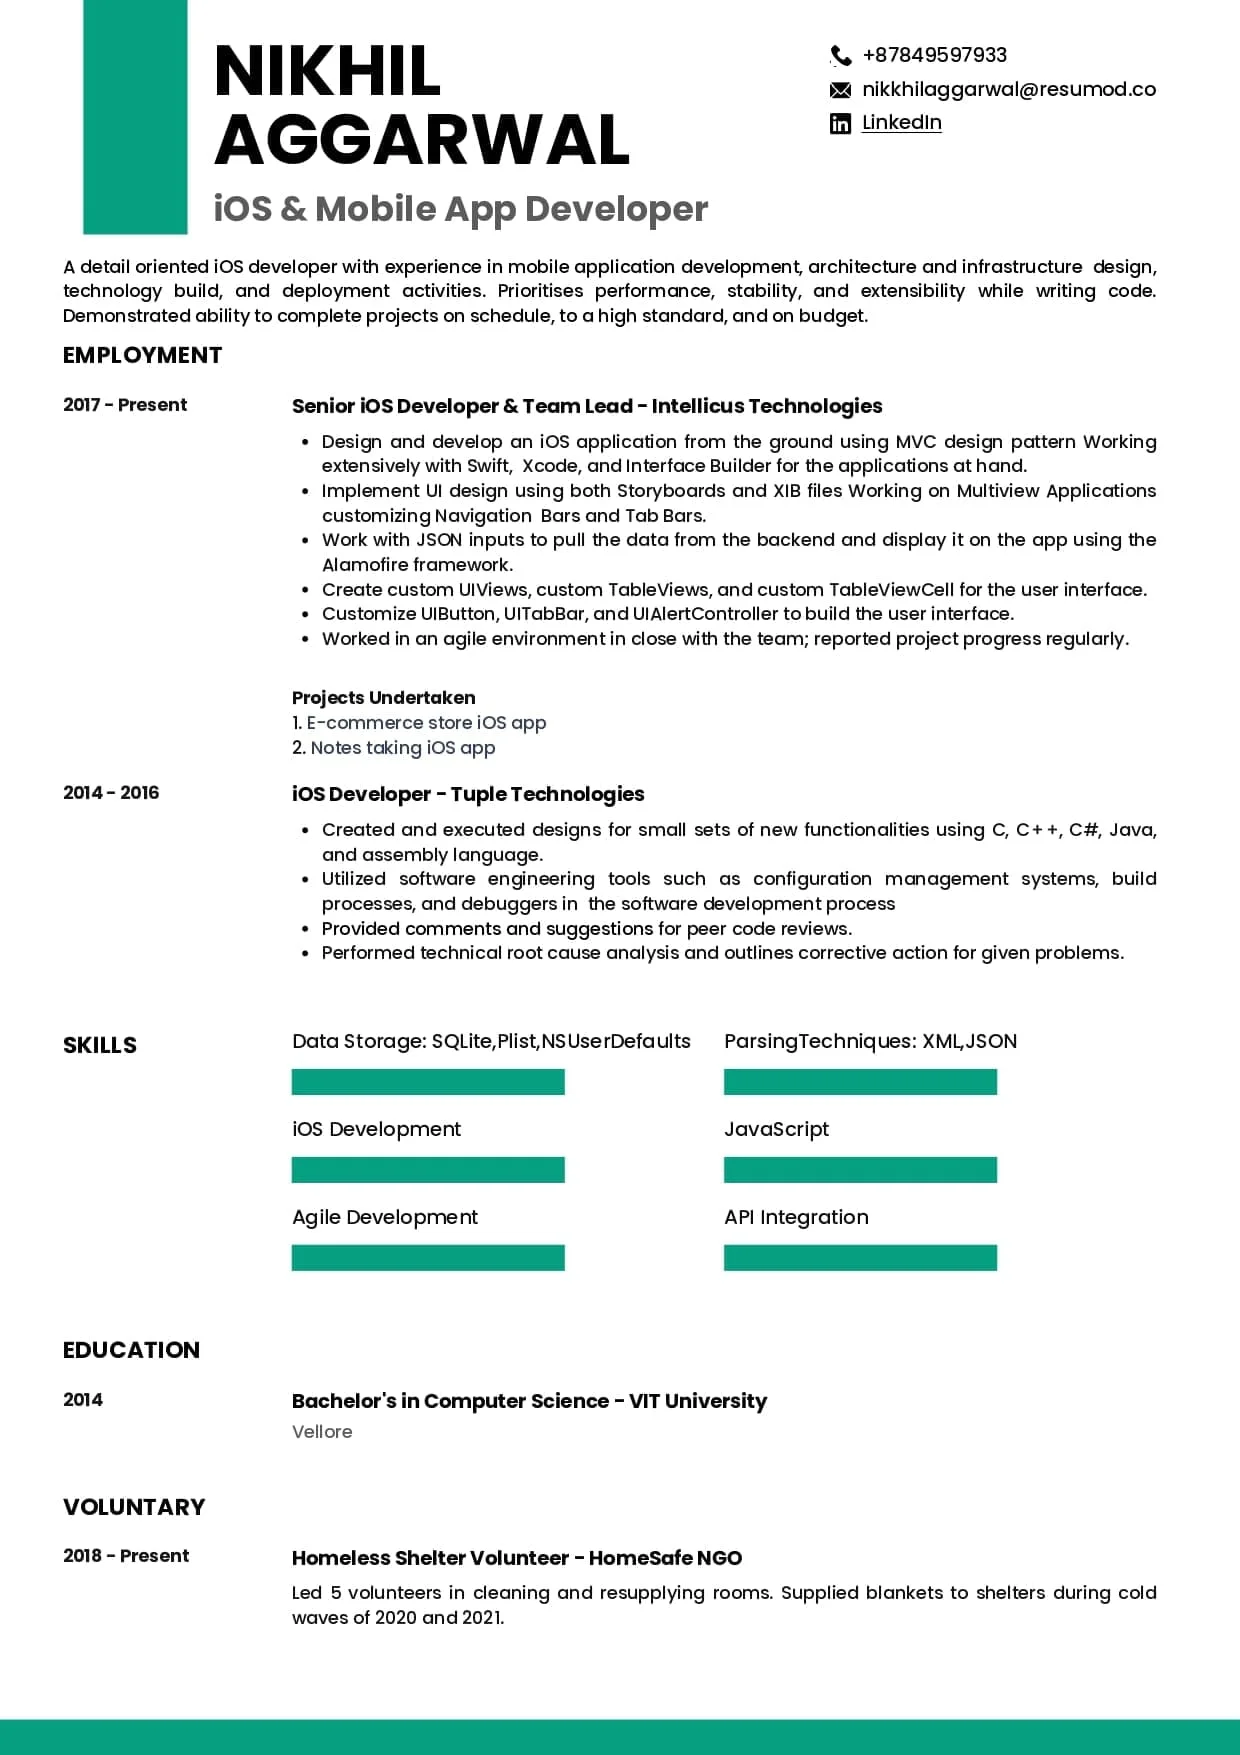 NIKHIL
AGGARWAL
iOS & Mobile App Developer
+87849597933
nikkhilaggarwal@resumod.co
LinkedIn
A detail oriented iOS developer with experience in mobile application development, architecture and infrastructure design,
technology build, and deployment activities. Prioritises performance, stability, and extensibility while writing code.
Demonstrated ability to complete projects on schedule, to a high standard, and on budget.
EMPLOYMENT
2017 - Present
Senior iOS Developer & Team Lead - Intellicus Technologies
• Design and develop an iOS application from the ground using MVC design pattern Working
extensively with Swift, Xcode, and Interface Builder for the applications at hand.
• Implement UI design using both Storyboards and XIB files Working on Multiview Applications
customizing Navigation Bars and Tab Bars.
• Work with JSON inputs to pull the data from the backend and display it on the app using the
Alamofire framework.
• Create custom UIViews, custom TableViews, and custom TableViewCell for the user interface.
• Customize UIButton, UITabBar, and UIAlertController to build the user interface.
• Worked in an agile environment in close with the team; reported project progress regularly.
Projects Undertaken
1. E-commerce store iOS app
2. Notes taking iOS app
2014 - 2016
iOS Developer - Tuple Technologies
• Created and executed designs for small sets of new functionalities using C, C++, C#, Java,
and assembly language.
• Utilized software engineering tools such as configuration management systems, build
processes, and debuggers in the software development process
• Provided comments and suggestions for peer code reviews.
• Performed technical root cause analysis and outlines corrective action for given problems.
SKILLS
Data Storage: SQLite,Plist,NSUserDefaults
ParsingTechniques: XML,JSON
iOS Development
JavaScript
Agile Development
API Integration
EDUCATION
2014
Bachelor's in Computer Science - VIT University
Vellore
VOLUNTARY
2018 - Present
Homeless Shelter Volunteer - HomeSafe NGO
Led 5 volunteers in cleaning and resupplying rooms. Supplied blankets to shelters during cold
waves of 2020 and 2021.